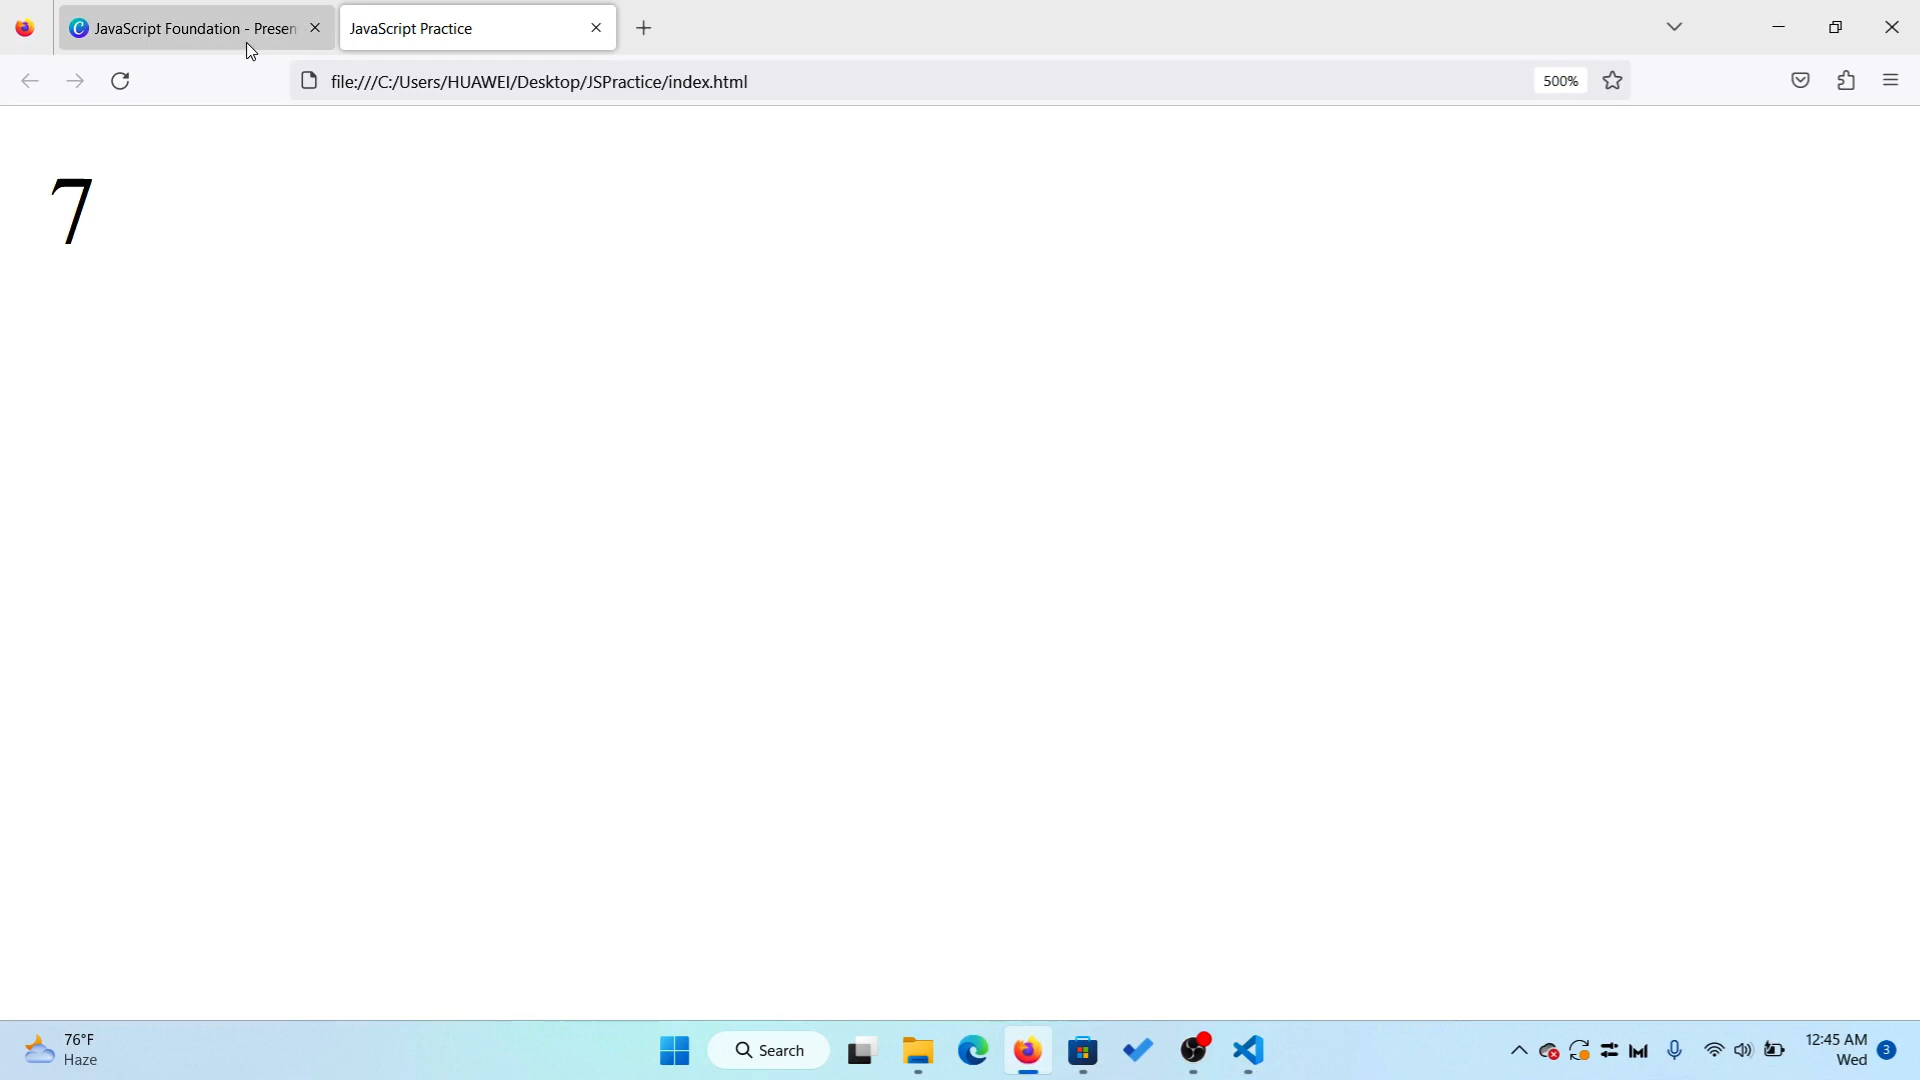 JavaScript Foundation - Presen
JavaScript Practice
file:///C:/Users/HUAWEI/Desktop/JSPractice/index.html
500%
7
76°F
Haze
Search
12:45 AM
Wed
3